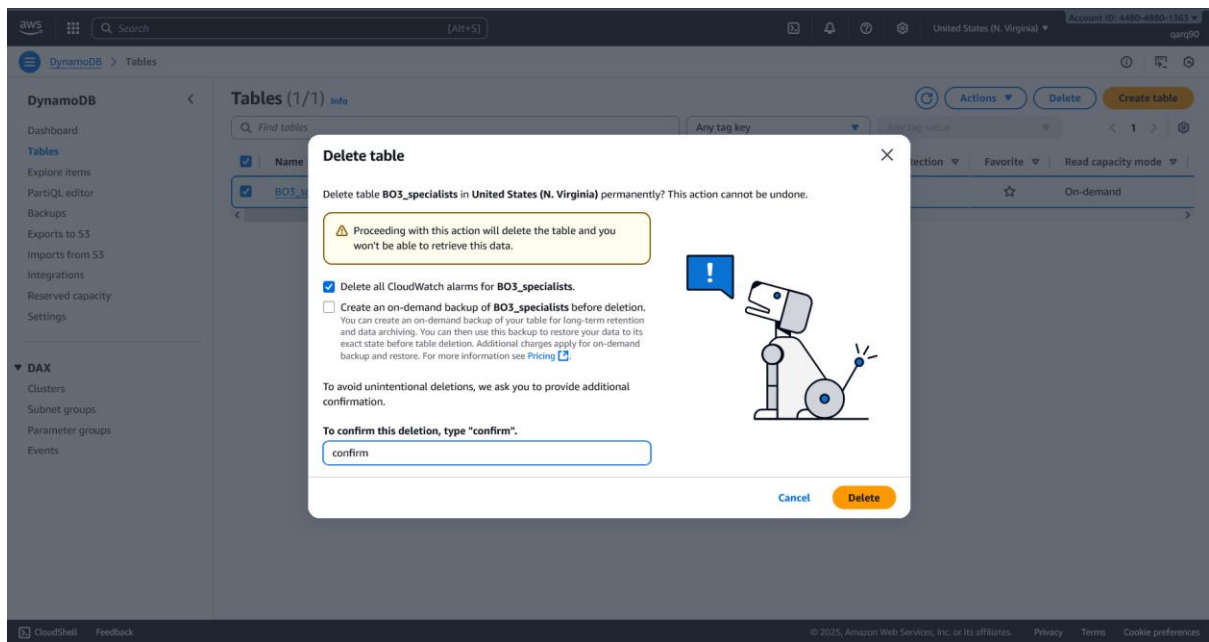 aws
Search
[Alt+S]
United States (N. Virginia)
Account ID: 4480-4980-1363
qarq90
DynamoDB > Tables
DynamoDB
Dashboard
Tables
Explore items
PartiQL editor
Backups
Exports to S3
Imports from S3
Integrations
Reserved capacity
Settings
DAX
Clusters
Subnet groups
Parameter groups
Events
Tables (1/1) Info
Actions
Delete
Create table
Find tables
Any tag key
Any tag value
1
Name
Favorite
Read capacity mode
On-demand
Delete table
Delete table BO3_specialists in United States (N. Virginia) permanently? This action cannot be undone.
Proceeding with this action will delete the table and you
won't be able to retrieve this data.
!
Delete all CloudWatch alarms for BO3_specialists.
Create an on-demand backup of BO3_specialists before deletion.
You can create an on-demand backup of your table for long-term retention
and data archiving. You can then use this backup to restore your data to its
exact state before table deletion. Additional charges apply for on-demand
backup and restore. For more information see Pricing
To avoid unintentional deletions, we ask you to provide additional
confirmation.
To confirm this deletion, type "confirm".
confirm
Cancel
Delete
CloudShell Feedback
© 2025, Amazon Web Services, Inc. or its affiliates. Privacy Terms Cookie preferences